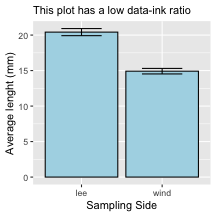 This plot has a low data-ink ratio
Average lenght (mm)
20
15
10
5
0
lee
wind
Sampling Side